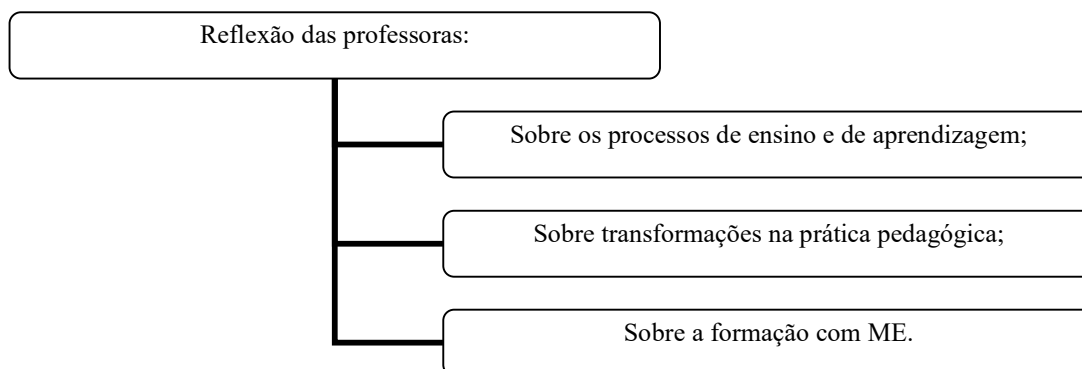 Reflexão das professoras:
Sobre os processos de ensino e de aprendizagem;
Sobre transformações na prática pedagógica;
Sobre a formação com ME.